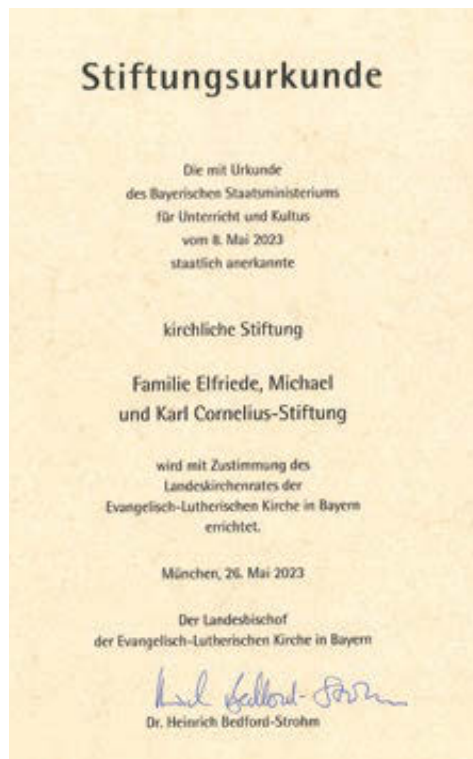 Stiftungsurkunde
Die mit Urkunde
des Bayerischen Staatsministeriums
für Unterricht und Kultus
vom 8. Mai 2023
staatlich anerkannte
kirchliche Stiftung
Familie Elfriede, Michael
und Karl Cornelius-Stiftung
wird mit Zustimmung des
Landeskirchenrates der
Evangelisch-Lutherischen Kirche in Bayern
errichtet.
München, 26. Mai 2023
Der Landesbischof
der Evangelisch-Lutherischen Kirche in Bayern
Bedford-Strohm
Dr. Heinrich Bedford-Strohm